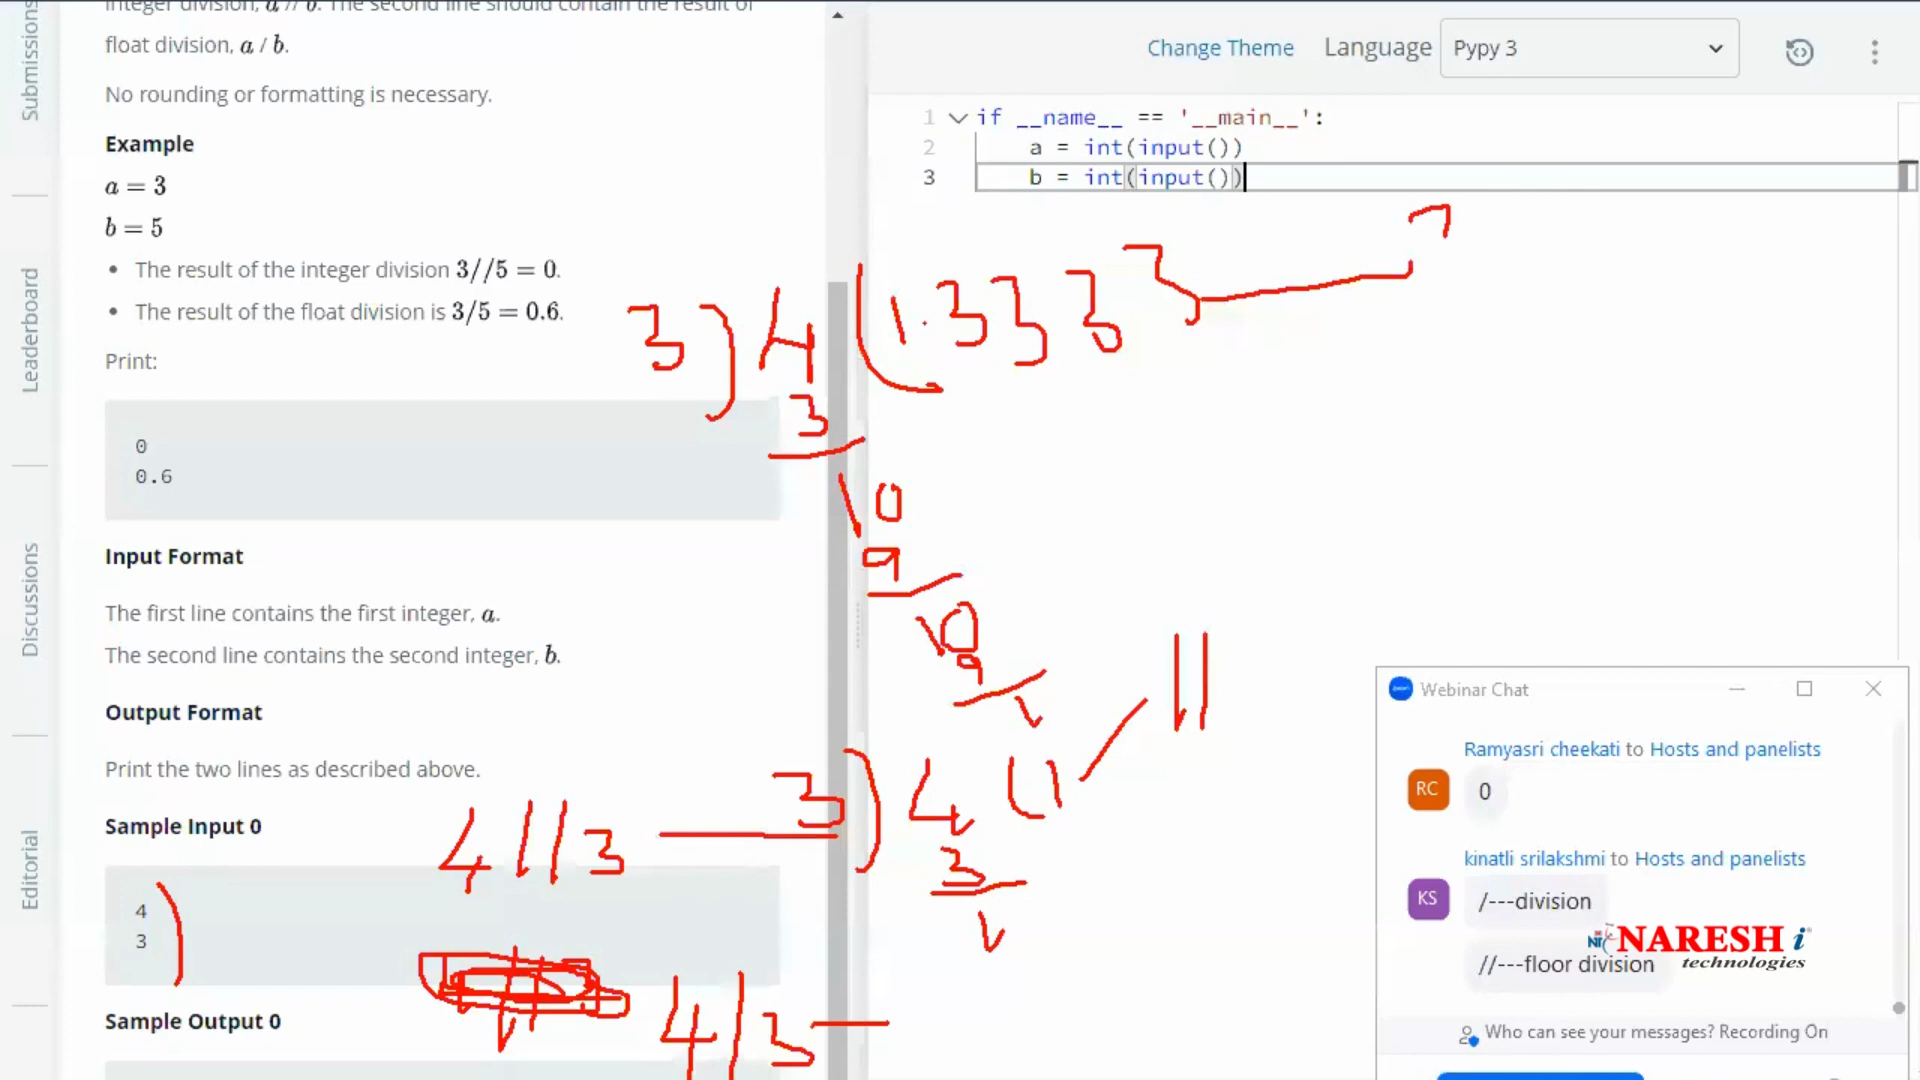 Submissions
Leaderboard
Discussions
Editorial
integer division, a // b. The second line should contain the result of
float division, a / b.
No rounding or formatting is necessary.
Example
a = 3
b = 5
• The result of the integer division 3//5 = 0.
• The result of the float division is 3/5 = 0.6.
Print:
0
0.6
Input Format
The first line contains the first integer, a.
The second line contains the second integer, b.
Output Format
Print the two lines as described above.
Sample Input 0
4
3
Sample Output 0
Change Theme Language Pypy 3
1 if __name__ == '__main__':
2 a = int(input())
3 b = int(input())
3 ) 4 ( 1.3333
3
10
9
10
9
1
//
4//3
3 ) 4 ( 1
3
1
4/3
Webinar Chat
Ramyasri cheekati to Hosts and panelists
RC 0
kinatli srilakshmi to Hosts and panelists
KS /---division
//---floor division
NARESH i
technologies
Who can see your messages? Recording On